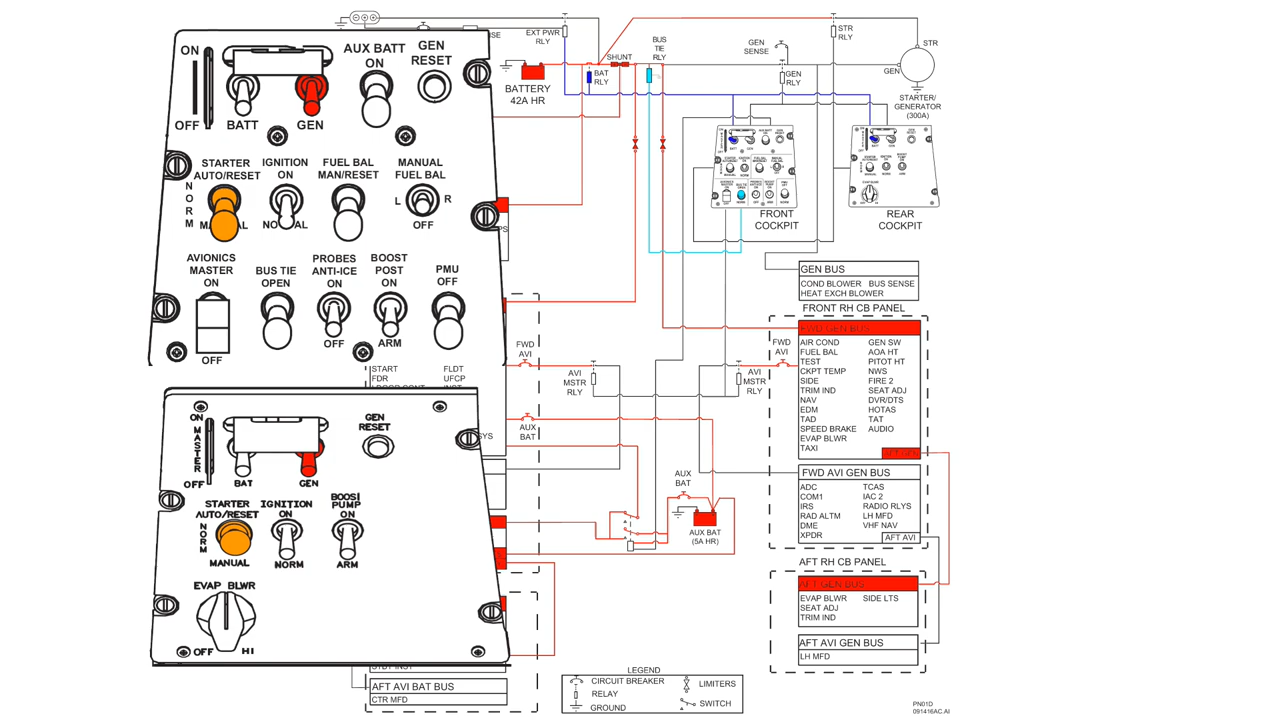 ON
OFF
BATT
GEN
AUX BATT
ON
GEN
RESET
STARTER
AUTO/RESET
NORM
IGNITION
ON
FUEL BAL
MAN/RESET
MANUAL
FUEL BAL
L
R
OFF
AVIONICS
MASTER
ON
OFF
BUS TIE
OPEN
PROBES
ANTI-ICE
ON
OFF
BOOST
POST
ON
ARM
PMU
OFF
ON
MASTER
OFF
BAT
GEN
GEN
RESET
STARTER
AUTO/RESET
NORM
MANUAL
IGNITION
ON
NORM
BOOST
PUMP
ON
ARM
EVAP BLWR
OFF
HI
EXT PWR
RLY
BATTERY
42A HR
BAT
RLY
SHUNT
BUS
TIE
RLY
GEN
SENSE
GEN
RLY
STR
RLY
STR
GEN
STARTER/
GENERATOR
(300A)
FRONT
COCKPIT
REAR
COCKPIT
GEN BUS
COND BLOWER BUS SENSE
HEAT EXCH BLOWER
FRONT RH CB PANEL
FWD GEN BUS
AIR COND GEN SW
FUEL BAL AOA HT
TEST PITOT HT
CKPT TEMP NWS
SIDE FIRE 2
TRIM IND SEAT ADJ
NAV DVR/DTS
EDM HOTAS
TAD TAT
SPEED BRAKE AUDIO
EVAP BLWR
TAXI
AFT GEN
FWD AVI GEN BUS
ADC TCAS
COM1 IAC 2
IRS RADIO RLYS
RAD ALTM LH MFD
DME VHF NAV
XPDR
AFT AVI
AFT RH CB PANEL
AFT GEN BUS
EVAP BLWR SIDE LTS
SEAT ADJ
TRIM IND
AFT AVI GEN BUS
LH MFD
FWD
AVI
AVI
MSTR
RLY
AVI
MSTR
RLY
FWD
AVI
START FLDT
FDR UFCP
AUX
BAT
AUX
BAT
AUX BAT
(5A HR)
AFT AVI BAT BUS
CTR MFD
LEGEND
CIRCUIT BREAKER
RELAY
GROUND
LIMITERS
SWITCH
PN01D
091416AC.AI